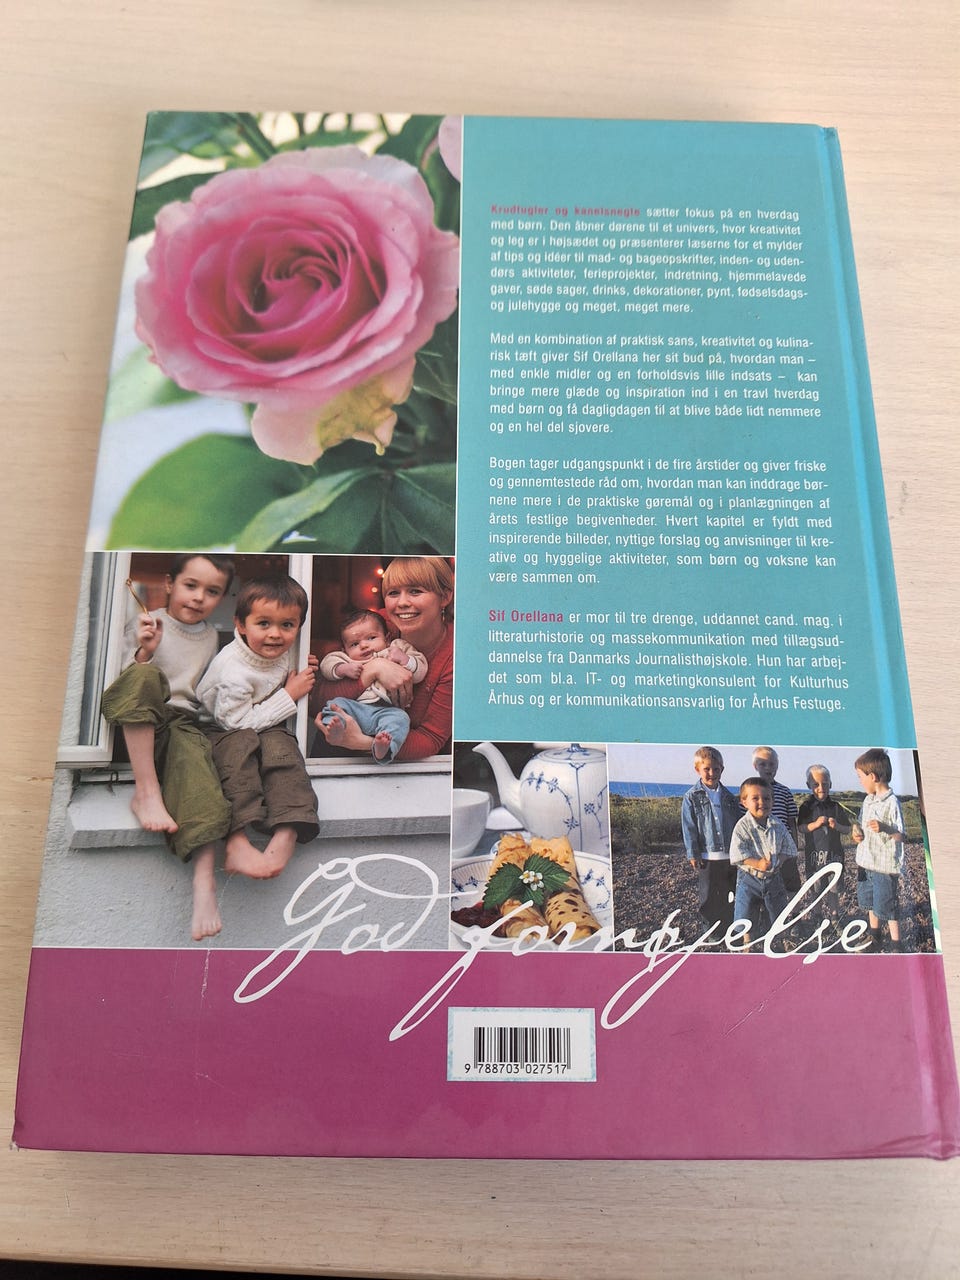 Krudtugler og kanelsnegle sætter fokus på en hverdag
med børn. Den åbner dørene til et univers, hvor kreativitet
og leg er i højsædet og præsenterer læserne for et mylder
af tips og idéer til mad- og bageopskrifter, inden- og uden-
dørs aktiviteter, ferieprojekter, indretning, hjemmelavede
gaver, søde sager, drinks, dekorationer, pynt, fødselsdags-
og julehygge og meget, meget mere.
Med en kombination af praktisk sans, kreativitet og kulina-
risk tæft giver Sif Orellana her sit bud på, hvordan man –
med enkle midler og en forholdsvis lille indsats – kan
bringe mere glæde og inspiration ind i en travl hverdag
med børn og få dagligdagen til at blive både lidt nemmere
og en hel del sjovere.
Bogen tager udgangspunkt i de fire årstider og giver friske
og gennemtestede råd om, hvordan man kan inddrage bør-
nene mere i de praktiske gøremål og i planlægningen af
årets festlige begivenheder. Hvert kapitel er fyldt med
inspirerende billeder, nyttige forslag og anvisninger til kre-
ative og hyggelige aktiviteter, som børn og voksne kan
være sammen om.
Sif Orellana er mor til tre drenge, uddannet cand. mag. i
litteraturhistorie og massekommunikation med tillægsud-
dannelse fra Danmarks Journalisthøjskole. Hun har arbej-
det som bl.a. IT- og marketingkonsulent for Kulturhus
Århus og er kommunikationsansvarlig for Århus Festuge.
God fornøjelse
9 788703 027517